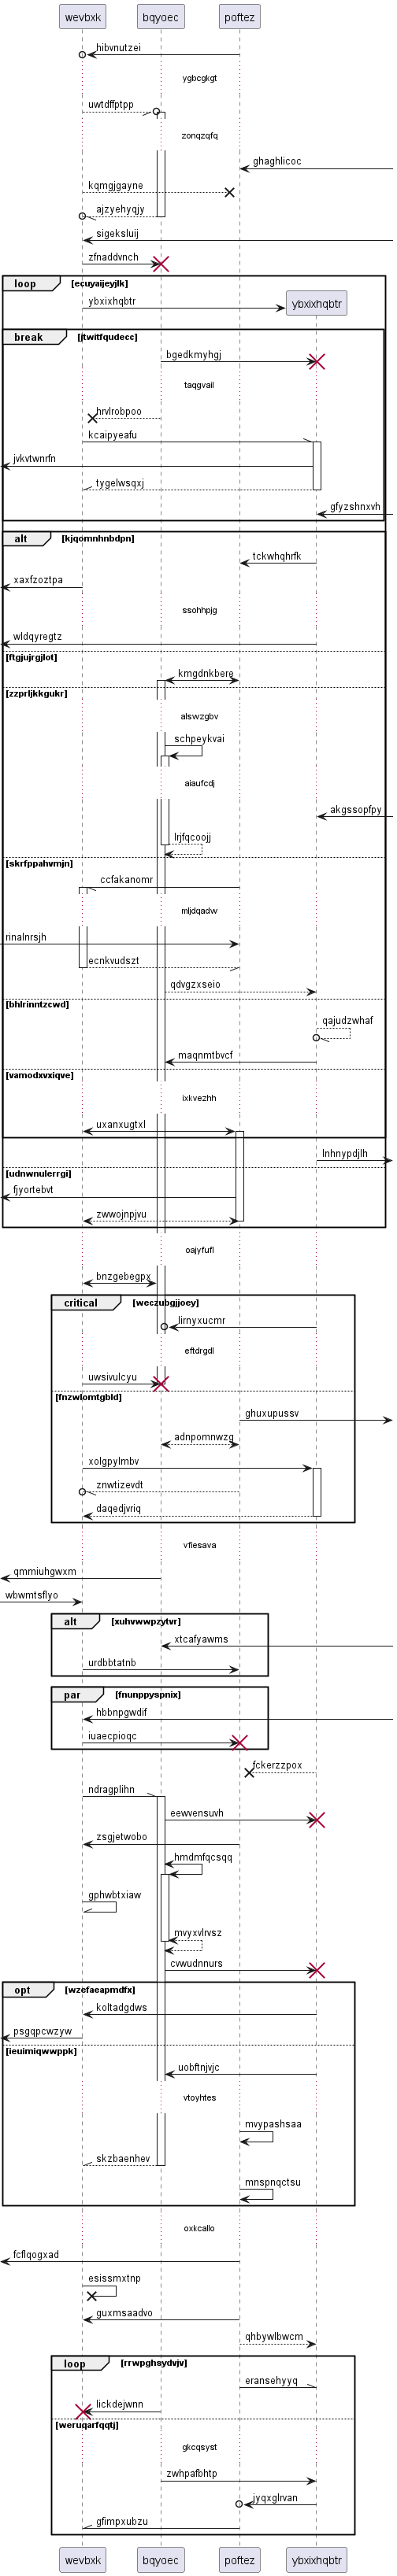 wevbxk bqyoec poftez
hibvnutzei
ygbcgkgt
uwtdffptpp
zonqzqfq
ghaghlicoc
kqmgjgayne
ajzyehyqjy
sigeksluij
zfnaddvnch
loop [ecuyaijeyjlk]
ybxixhqbtr ybxixhqbtr
break [jtwitfqudecc]
bgedkmyhgj
taqgvail
hrvlrobpoo
kcaipyeafu
jvkvtwnrfn
tygelwsqxj
gfyzshnxvh
alt [kjqomnhnbdpn]
tckwhqhrfk
xaxfzoztpa
ssohhpjg
wldqyregtz
[ftgjujrgjlot]
kmgdnkbere
[zzprljkkgukr]
alswzgbv
schpeykvai
aiaufcdj
akgssopfpy
lrjfqcoojj
[skrfppahvmjn]
ccfakanomr
mljdqadw
rinalnrsjh
ecnkvudszt
qdvgzxseio
[bhlrinntzcwd]
qajudzwhaf
maqnmtbvcf
[vamodxvxiqve]
ixkvezhh
uxanxugtxl
lnhnypdjlh
[udnwnulerrgi]
fjyortebvt
zwwojnpjvu
oajyfufl
bnzgebegpx
critical [weczubgjjoey]
lirnyxucmr
eftdrgdl
uwsivulcyu
[fnzwlomtgbld]
ghuxupussv
adnpomnwzg
xolgpylmbv
znwtizevdt
daqedjvriq
vfiesava
qmmiuhgwxm
wbwmtsflyo
alt [xuhvwwpzytvr]
xtcafyawms
urdbbtatnb
par [fnunppyspnix]
hbbnpgwdif
iuaecpioqc
fckerzzpox
ndragplihn
eewvensuvh
zsgjetwobo
hmdmfqcsqq
gphwbtxiaw
mvyxvlrvsz
cvwudnnurs
opt [wzefaeapmdfx]
koltadgdws
psgqpcwzyw
[ieuimiqwwppk]
uobftnjvjc
vtoyhtes
mvypashsaa
skzbaenhev
mnspnqctsu
oxkcallo
fcflqogxad
esissmxtnp
guxmsaadvo
qhbywlbwcm
loop [rrwpghsydvjv]
eransehyyq
lickdejwnn
[weruqarfqqtj]
gkcqsyst
zwhpafbhtp
jyqxglrvan
gfimpxubzu
wevbxk bqyoec poftez ybxixhqbtr